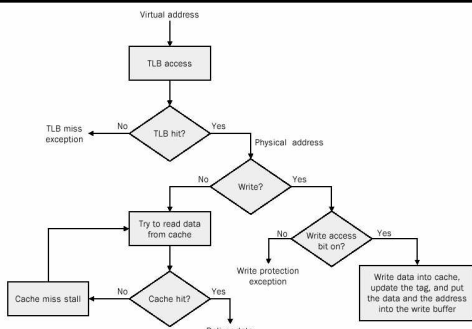 Virtual address
TLB access
TLB miss
exception
No
TLB hit?
Yes
Physical address
No
Write?
Yes
Try to read data
from cache
No
Write access
bit on?
Yes
Write protection
exception
Write data into cache,
update the tag, and put
the data and the address
into the write buffer
Cache miss stall
No
Cache hit?
Yes